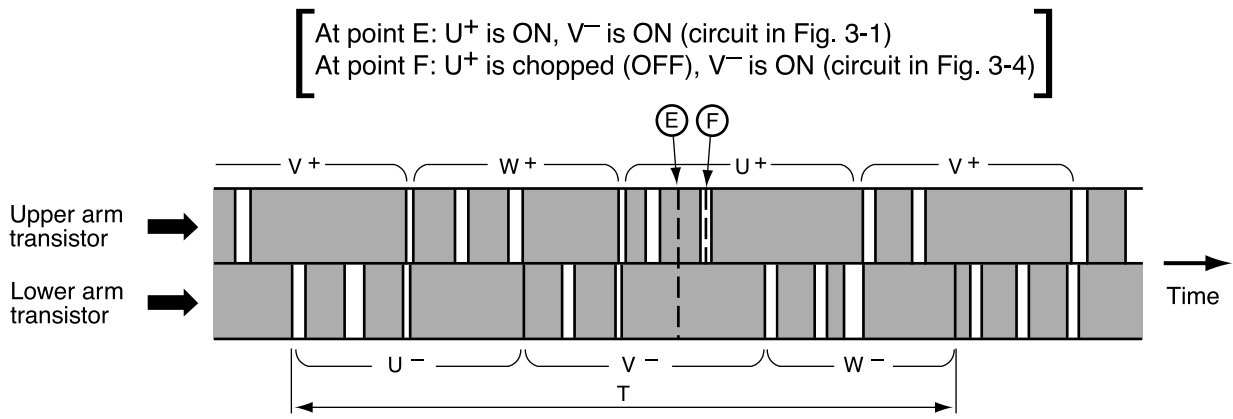 At point E: U+ is ON, V− is ON (circuit in Fig. 3-1)
At point F: U+ is chopped (OFF), V− is ON (circuit in Fig. 3-4)
E F
V+ W+ U+ V+
Upper arm
transistor
Lower arm
transistor
Time
U− V− W−
T